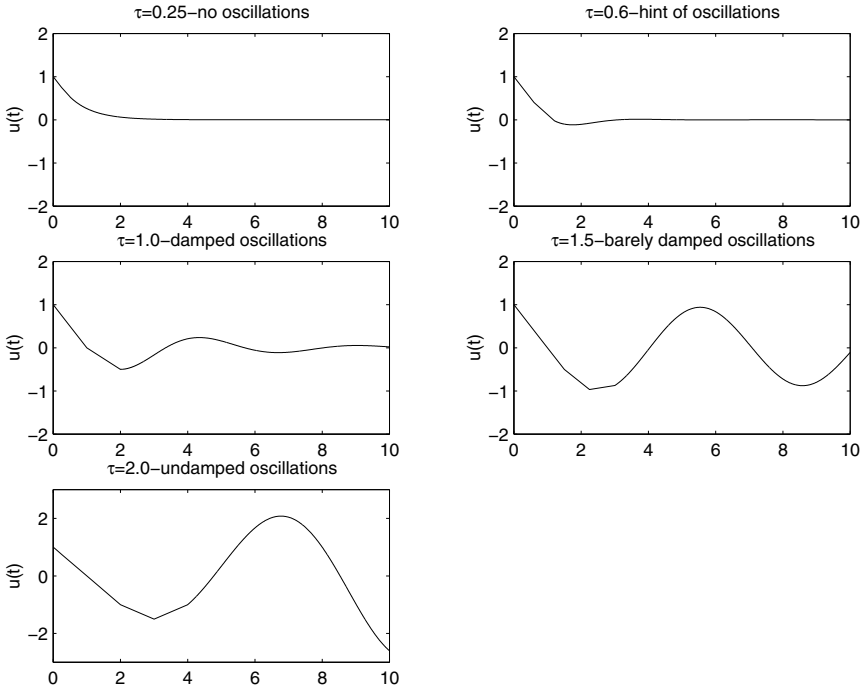 τ=0.25−no oscillations
2
1
0
−1
−2
u(t)
0 2 4 6 8 10
τ=0.6−hint of oscillations
2
1
0
−1
−2
u(t)
0 2 4 6 8 10
τ=1.0−damped oscillations
2
1
0
−1
−2
u(t)
0 2 4 6 8 10
τ=1.5−barely damped oscillations
2
1
0
−1
−2
u(t)
0 2 4 6 8 10
τ=2.0−undamped oscillations
2
0
−2
u(t)
0 2 4 6 8 10